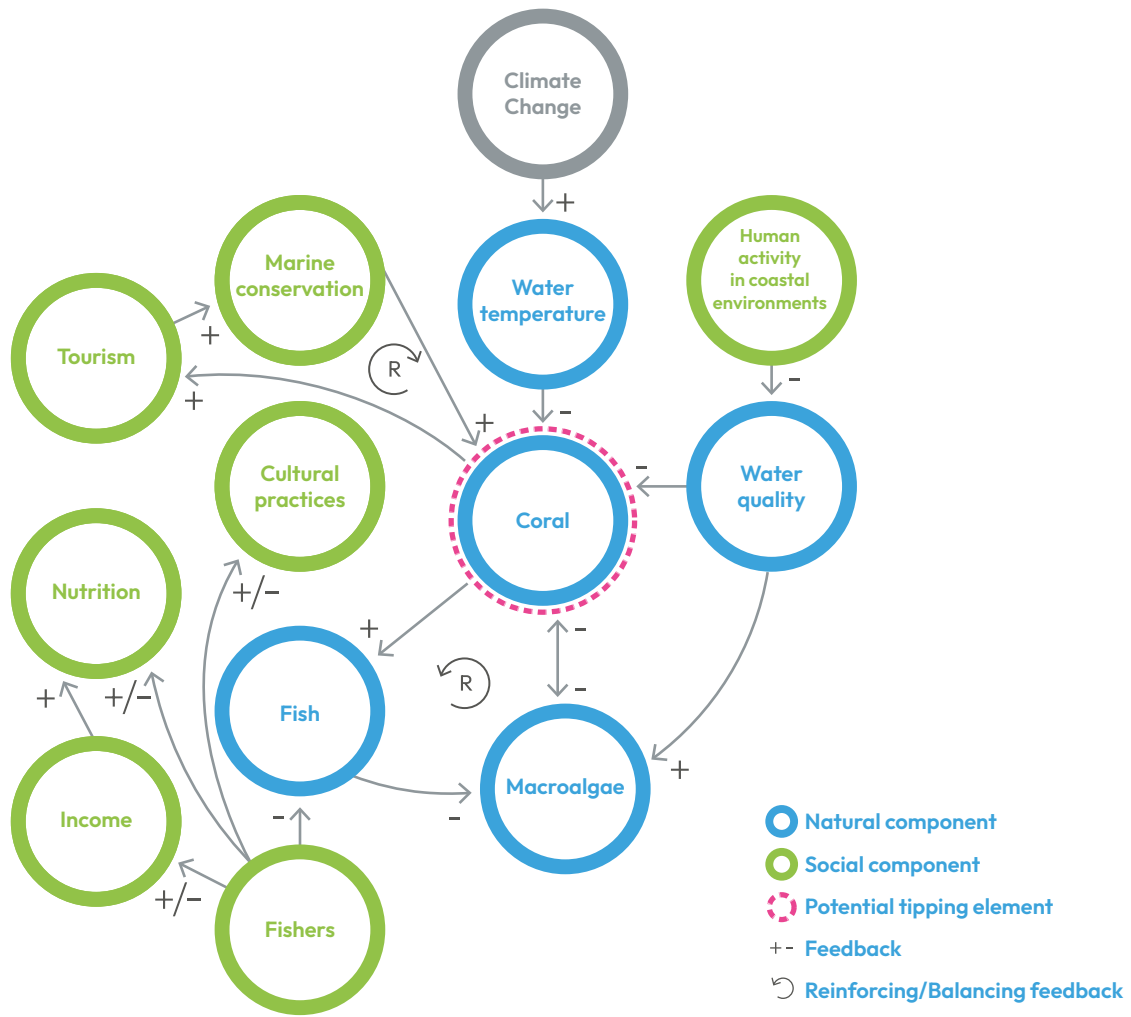 Climate
Change
+
Marine
conservation
Water
temperature
Human
activity
in coastal
environments
Tourism
+
R
+
+
-
-
Cultural
practices
Coral
-
Water
quality
Nutrition
+/-
+
-
Fish
R
+
+/-
-
Macroalgae
+
Income
-
-
+/-
Fishers
Natural component
Social component
Potential tipping element
+- Feedback
Reinforcing/Balancing feedback